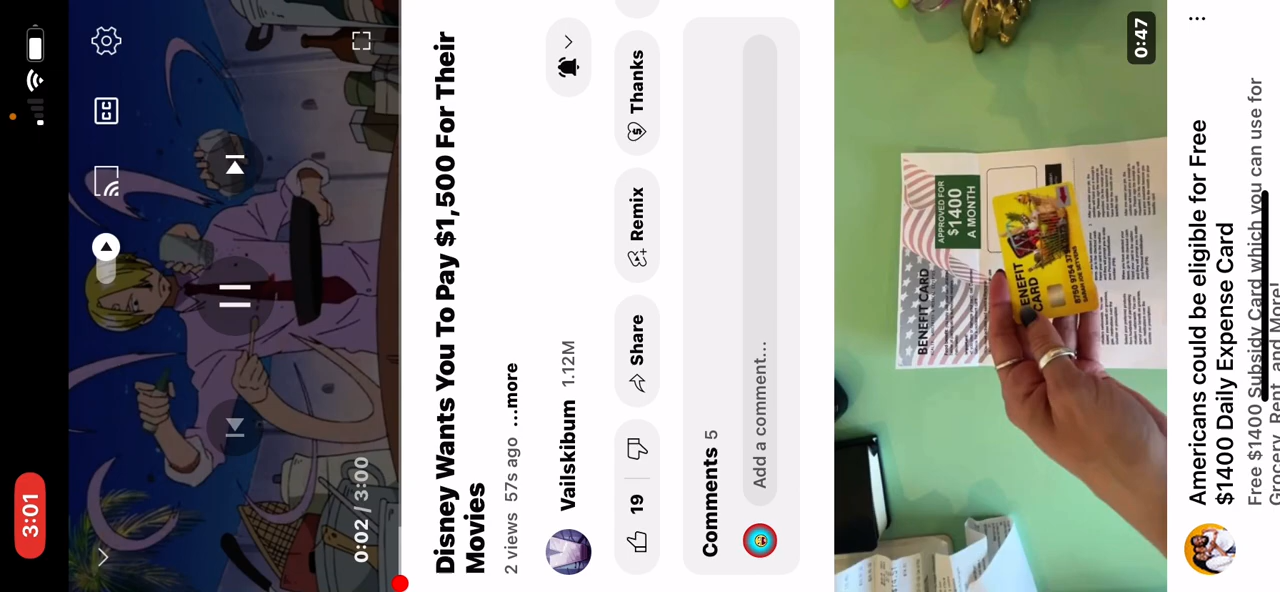 3:01
CC
0:02 / 3:00
Disney Wants You To Pay $1,500 For Their
Movies
2 views 57s ago ...more
Vailskibum 1.12M
19
Share
Remix
Thanks
Comments 5
Add a comment...
0:47
BENEFIT CARD
APPROVED FOR
$1400
A MONTH
ENEFIT
CARD
Americans could be eligible for Free
$1400 Daily Expense Card
Free $1400 Subsidy Card which you can use for
Grocery, Rent, and More!